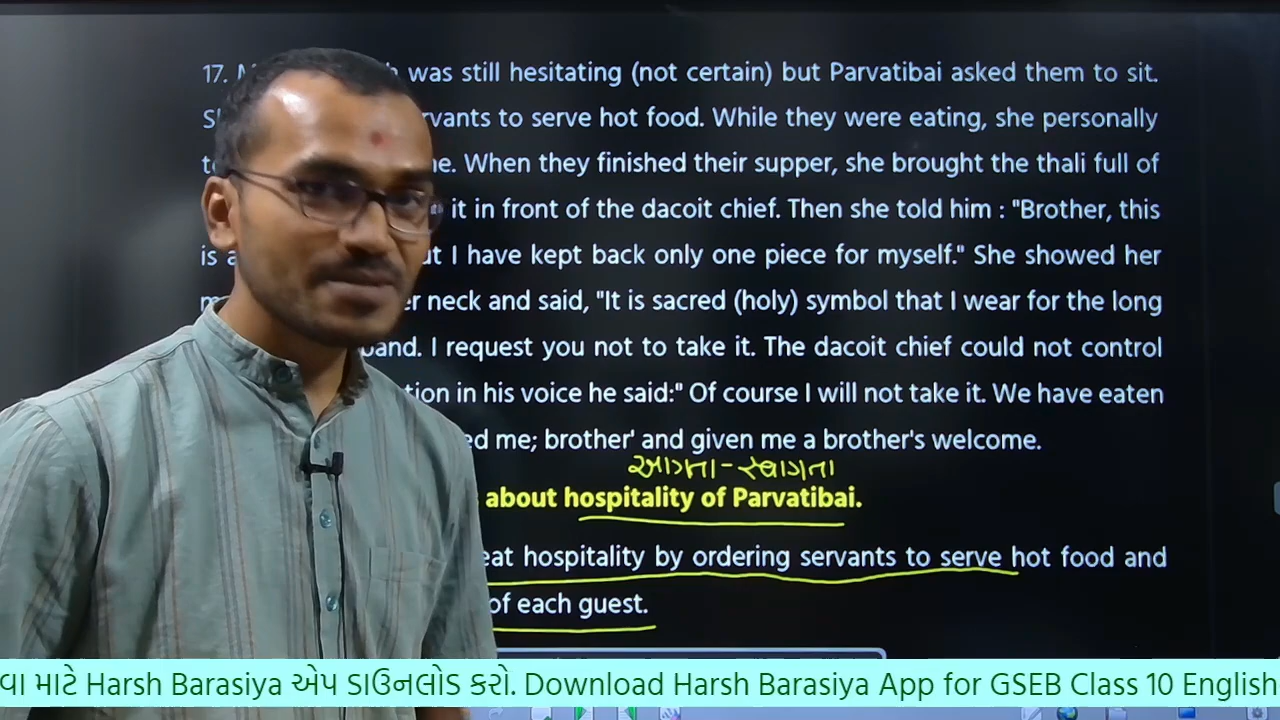 17. was still hesitating (not certain) but Parvatibai asked them to sit.
to serve hot food. While they were eating, she personally
When they finished their supper, she brought the thali full of
it in front of the dacoit chief. Then she told him : "Brother, this
is I have kept back only one piece for myself." She showed her
neck and said, "It is sacred (holy) symbol that I wear for the long
I request you not to take it. The dacoit chief could not control
in his voice he said:" Of course I will not take it. We have eaten
me; brother' and given me a brother's welcome.
આગતા-સ્વાગતા
about hospitality of Parvatibai.
hospitality by ordering servants to serve hot food and
of each guest.
માટે Harsh Barasiya એપ ડાઉનલોડ કરો. Download Harsh Barasiya App for GSEB Class 10 English